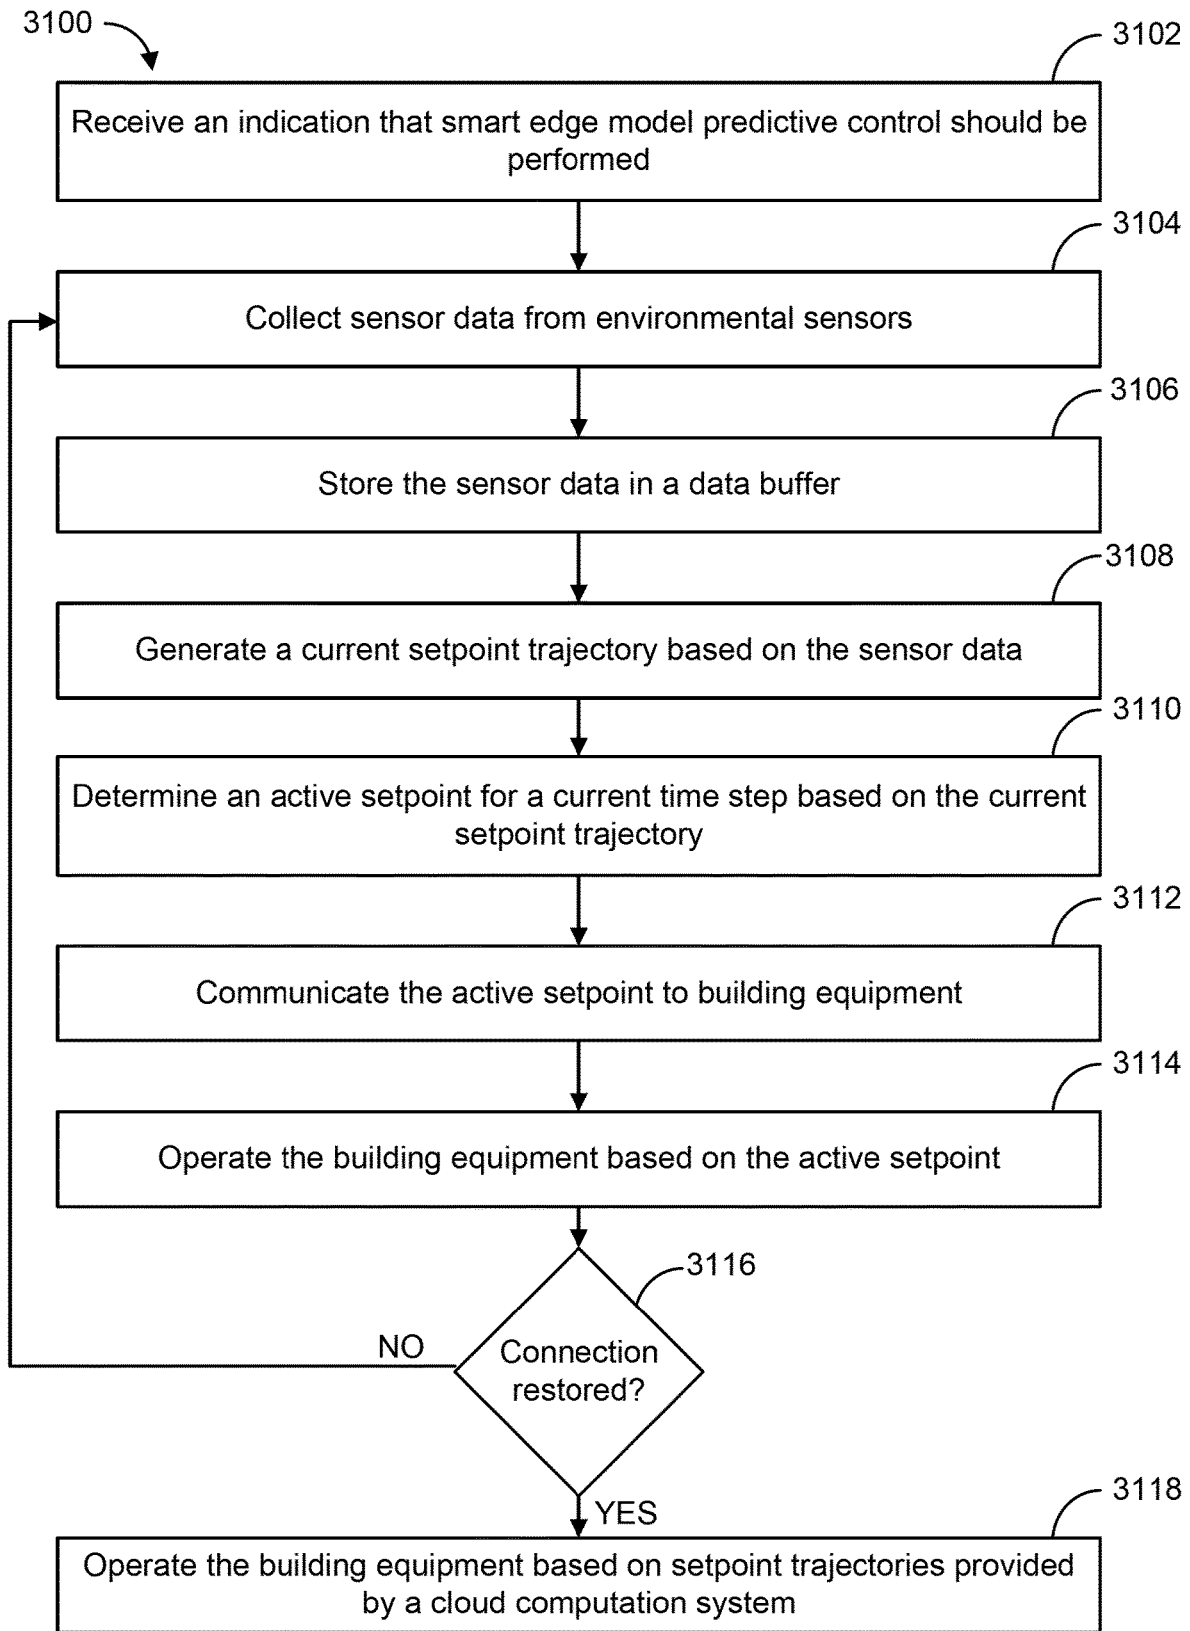 3100
3102
Receive an indication that smart edge model predictive control should be
performed
3104
Collect sensor data from environmental sensors
3106
Store the sensor data in a data buffer
3108
Generate a current setpoint trajectory based on the sensor data
3110
Determine an active setpoint for a current time step based on the current
setpoint trajectory
3112
Communicate the active setpoint to building equipment
3114
Operate the building equipment based on the active setpoint
3116
NO
Connection
restored?
YES
3118
Operate the building equipment based on setpoint trajectories provided
by a cloud computation system